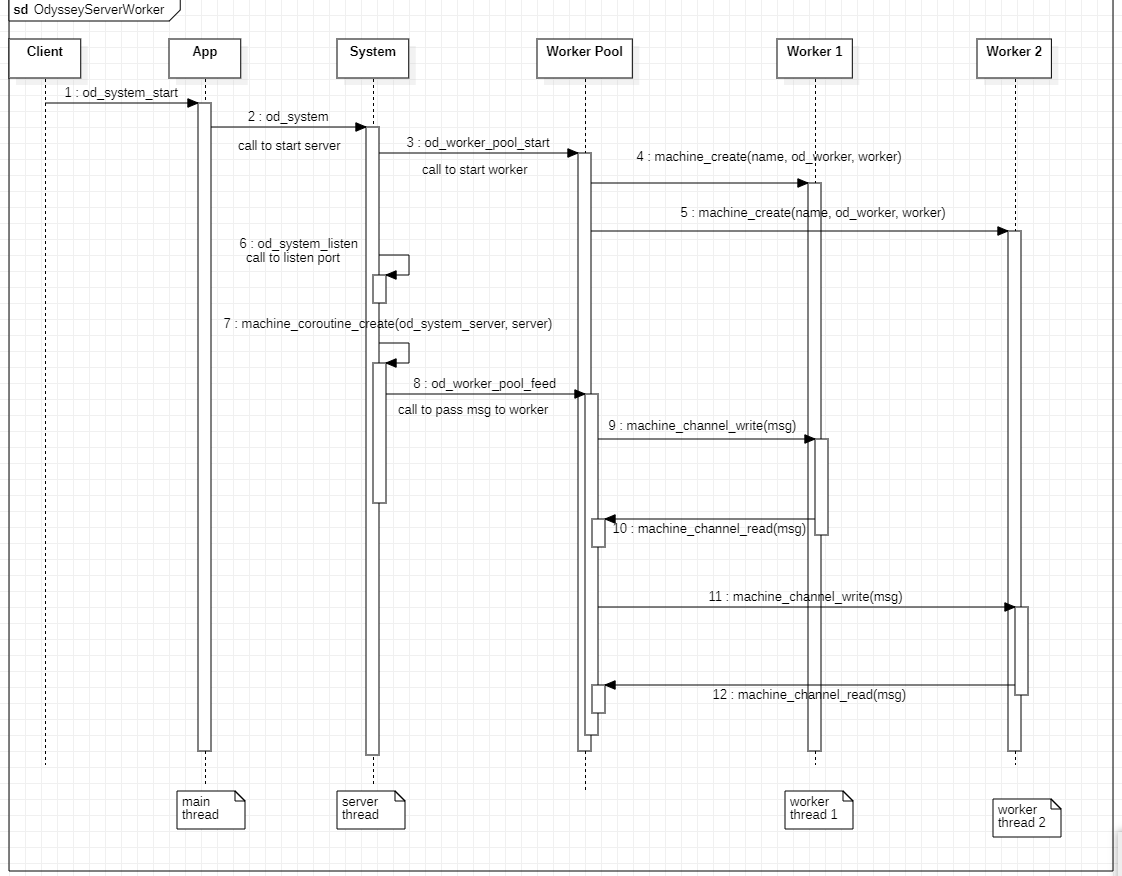 sd OdysseyServerWorker
Client
App
System
Worker Pool
Worker 1
Worker 2
1 : od_system_start
2 : od_system
call to start server
3 : od_worker_pool_start
call to start worker
4 : machine_create(name, od_worker, worker)
5 : machine_create(name, od_worker, worker)
6 : od_system_listen
call to listen port
7 : machine_coroutine_create(od_system_server, server)
8 : od_worker_pool_feed
call to pass msg to worker
9 : machine_channel_write(msg)
10 : machine_channel_read(msg)
11 : machine_channel_write(msg)
12 : machine_channel_read(msg)
main
thread
server
thread
worker
thread 1
worker
thread 2